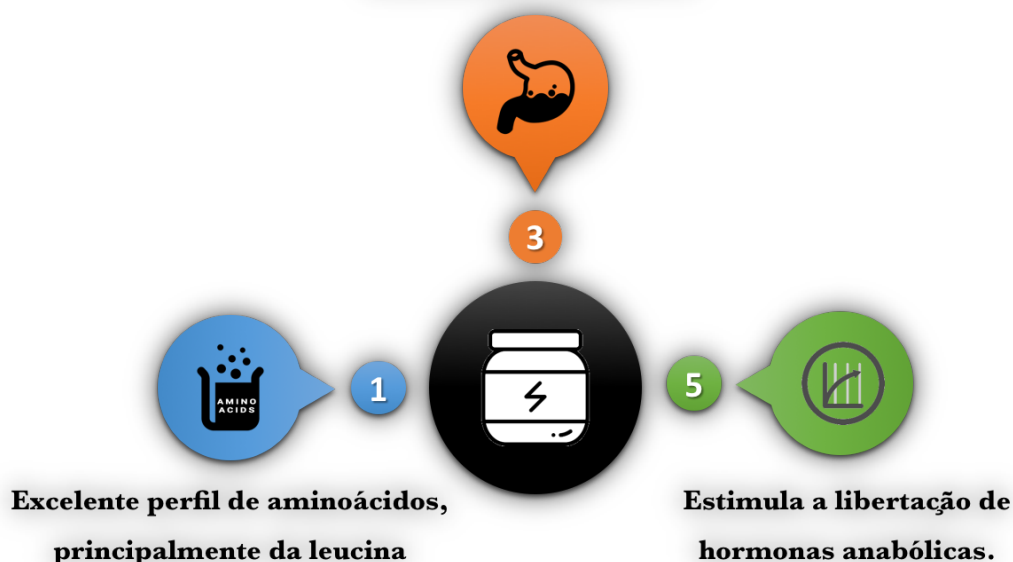 3
1
AMINO
ACIDS
5
Excelente perfil de aminoácidos,
principalmente da leucina
Estimula a libertação de
hormonas anabólicas.